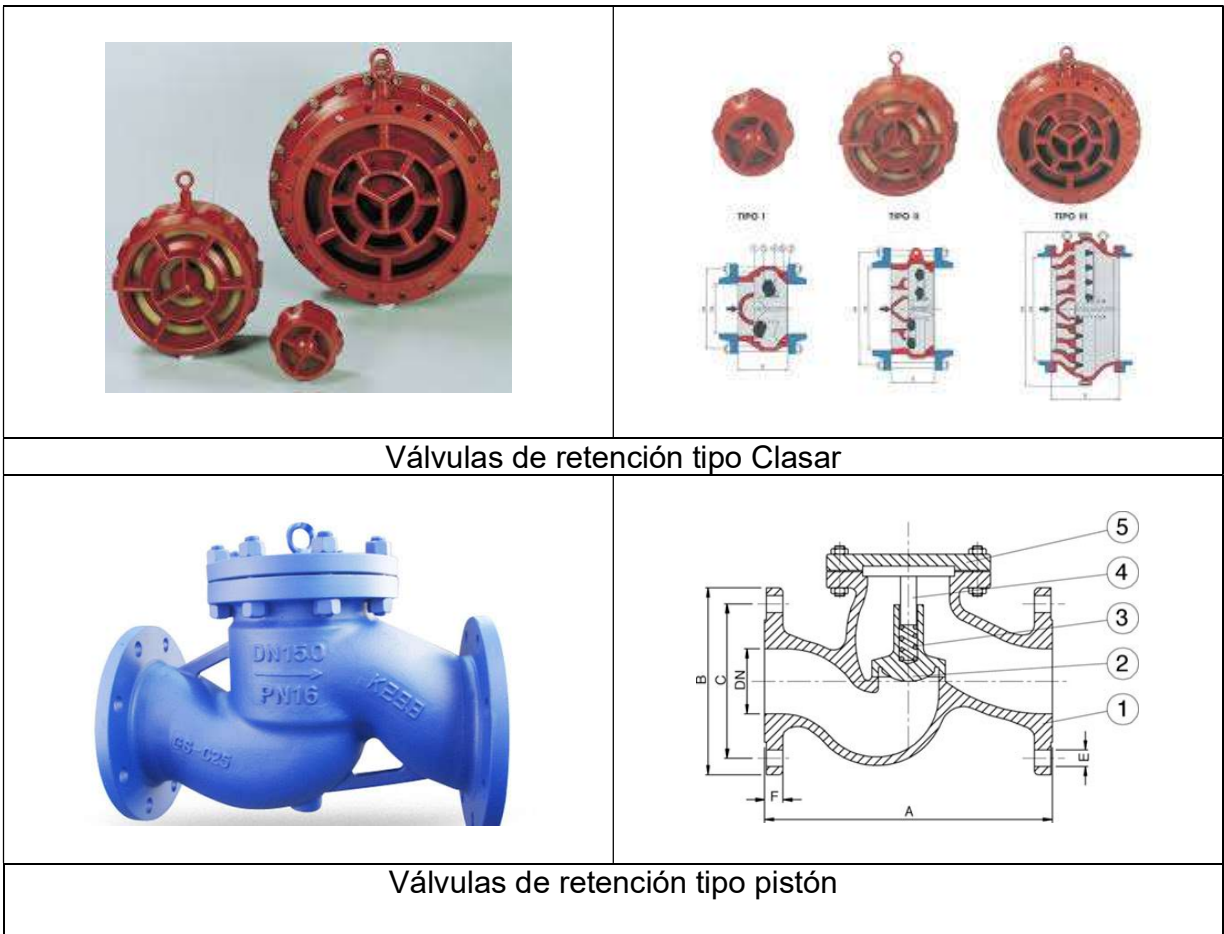 TIPO I
TIPO II
TIPO III
Válvulas de retención tipo Clasar
DN150
PN16
GS-C25
5
4
3
2
1
B
C
DN
E
F
A
Válvulas de retención tipo pistón